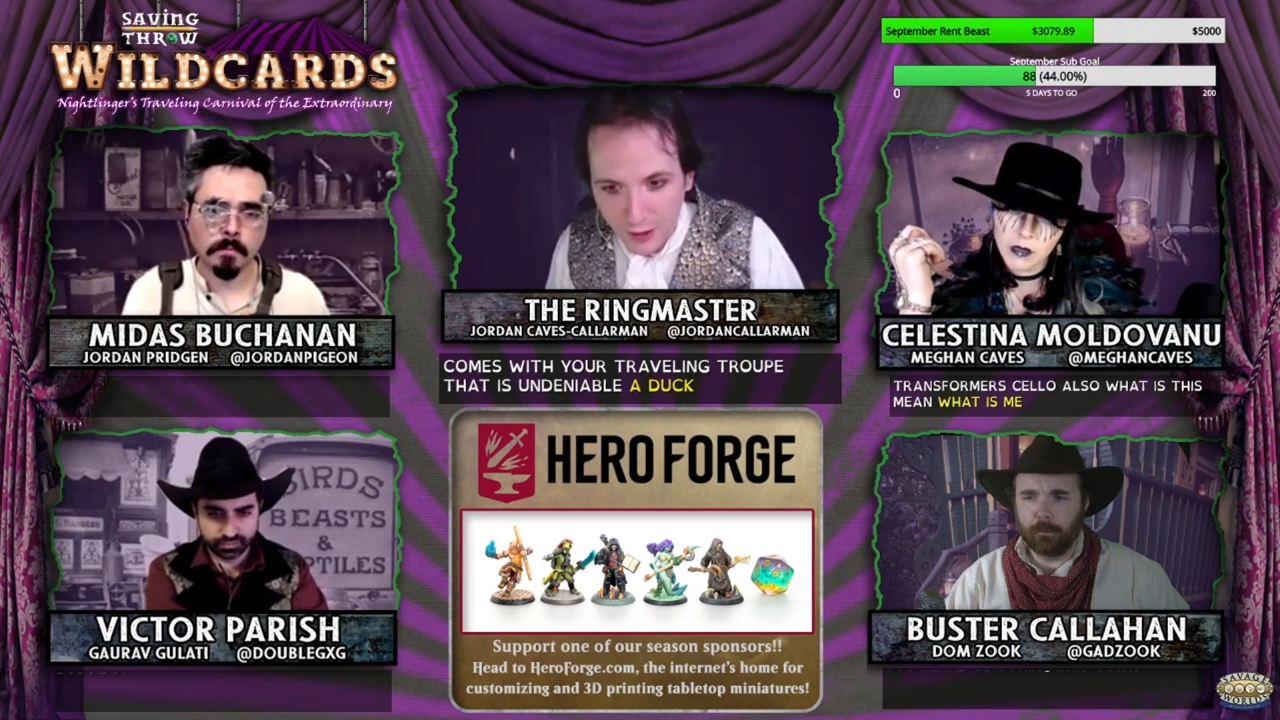 SAVING
THROW
WILDCARDS
Nightlinger's Traveling Carnival of the Extraordinary
September Rent Beast $3079.89 $5000
September Sub Goal
88 (44.00%)
0 5 DAYS TO GO 200
MIDAS BUCHANAN
JORDAN PRIDGEN @JORDANPIGEON
THE RINGMASTER
JORDAN CAVES-CALLARMAN @JORDANCALLARMAN
COMES WITH YOUR TRAVELING TROUPE
THAT IS UNDENIABLE A DUCK
CELESTINA MOLDOVANU
MEGHAN CAVES @MEGHANCAVES
TRANSFORMERS CELLO ALSO WHAT IS THIS
MEAN WHAT IS ME
BIRDS
BEASTS
&
PTILES
VICTOR PARISH
GAURAV GULATI @DOUBLEGXG
HERO FORGE
Support one of our season sponsors!!
Head to HeroForge.com, the internet's home for
customizing and 3D printing tabletop miniatures!
BUSTER CALLAHAN
DOM ZOOK @GADZOOK
SAVAGE
WORLDS